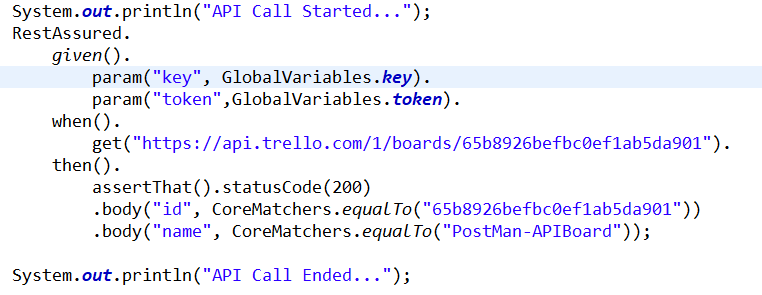 System.out.println("API Call Started...");
RestAssured.
given().
param("key", GlobalVariables.key).
param("token",GlobalVariables.token).
when().
get("https://api.trello.com/1/boards/65b8926befbc0ef1ab5da901").
then().
assertThat().statusCode(200)
.body("id", CoreMatchers.equalTo("65b8926befbc0ef1ab5da901"))
.body("name", CoreMatchers.equalTo("PostMan-APIBoard"));
System.out.println("API Call Ended...");